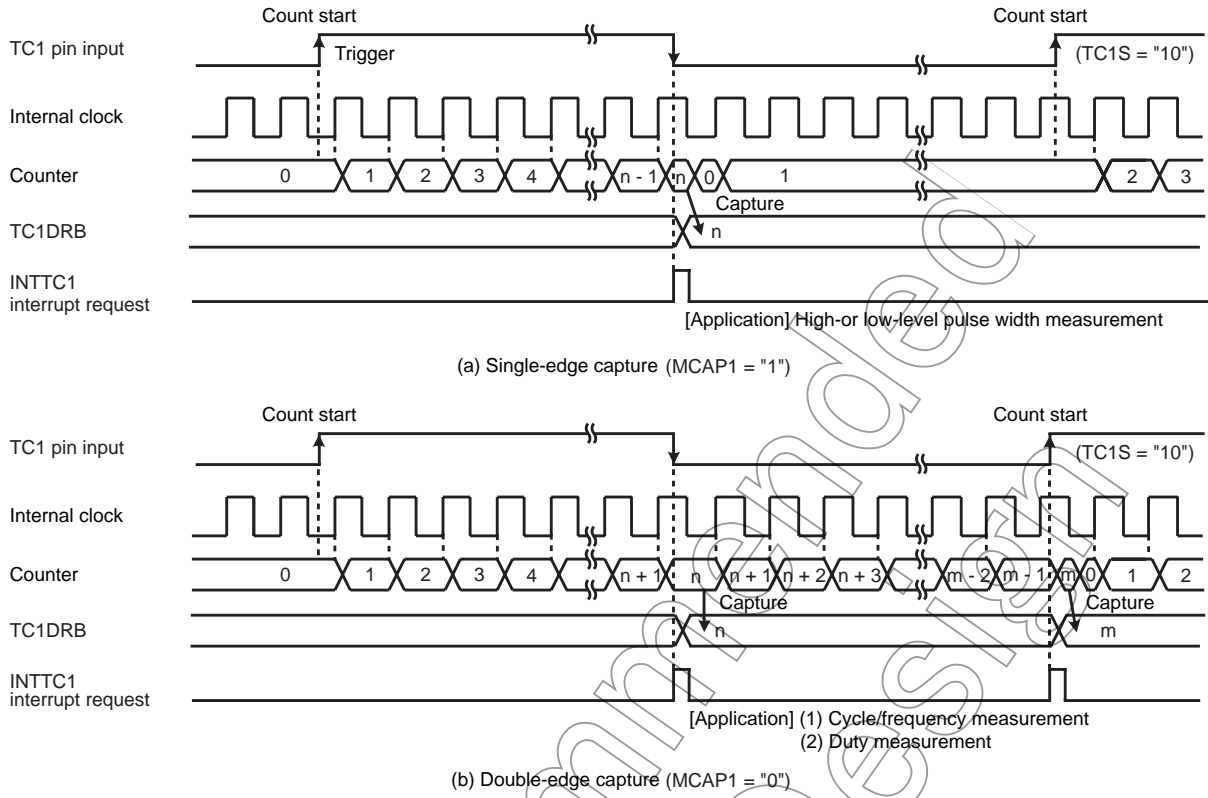 Count start Count start
TC1 pin input Trigger (TC1S = "10")
Internal clock
Counter 0 1 2 3 4 n - 1 n 0 1 2 3
Capture
TC1DRB n
INTTC1
interrupt request
[Application] High-or low-level pulse width measurement
(a) Single-edge capture (MCAP1 = "1")
Count start Count start
TC1 pin input (TC1S = "10")
Internal clock
Counter 0 1 2 3 4 n + 1 n n + 1 n + 2 n + 3 m - 2 m - 1 m 0 1 2
Capture Capture
TC1DRB n m
INTTC1
interrupt request
[Application] (1) Cycle/frequency measurement
(2) Duty measurement
(b) Double-edge capture (MCAP1 = "0")